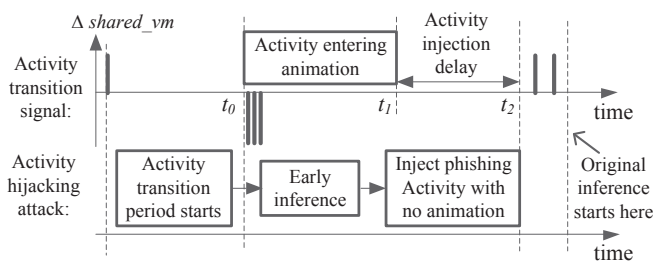 Δ shared_vm
Activity
transition
signal:
Activity entering
animation
Activity
injection
delay
t0
t1
t2
time
Activity
hijacking
attack:
Activity
transition
period starts
Early
inference
Inject phishing
Activity with
no animation
Original
inference
starts here
time